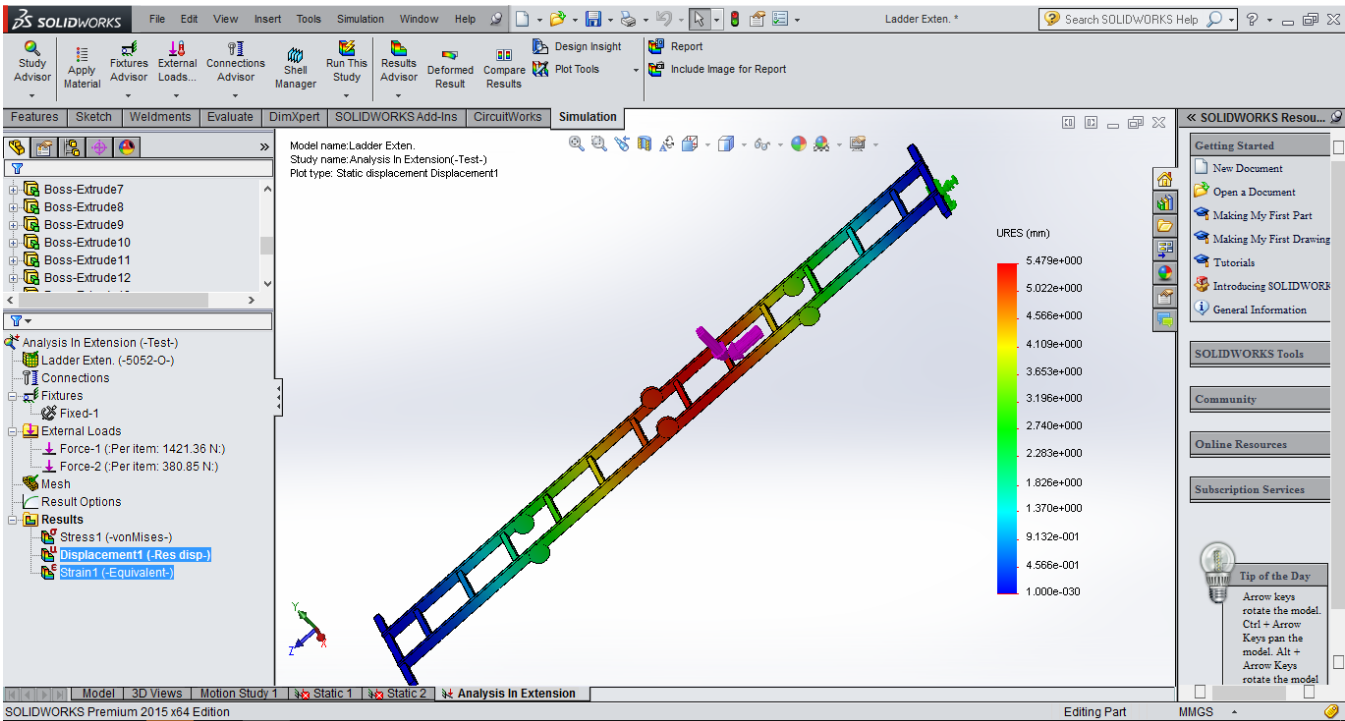 SOLIDWORKS
File Edit View Insert Tools Simulation Window Help
Ladder Exten. *
Search SOLIDWORKS Help
Study Advisor
Apply Material
Fixtures Advisor
External Loads...
Connections Advisor
Shell Manager
Run This Study
Results Advisor
Deformed Result
Compare Results
Design Insight
Plot Tools
Report
Include Image for Report
Features Sketch Weldments Evaluate DimXpert SOLIDWORKS Add-Ins CircuitWorks Simulation
Boss-Extrude7
Boss-Extrude8
Boss-Extrude9
Boss-Extrude10
Boss-Extrude11
Boss-Extrude12
Analysis In Extension (-Test-)
Ladder Exten. (-5052-O-)
Connections
Fixtures
Fixed-1
External Loads
Force-1 (:Per item: 1421.36 N:)
Force-2 (:Per item: 380.85 N:)
Mesh
Result Options
Results
Stress1 (-vonMises-)
Displacement1 (-Res disp-)
Strain1 (-Equivalent-)
Model name:Ladder Exten.
Study name:Analysis In Extension(-Test-)
Plot type: Static displacement Displacement1
URES (mm)
5.479e+000
5.022e+000
4.566e+000
4.109e+000
3.653e+000
3.196e+000
2.740e+000
2.283e+000
1.826e+000
1.370e+000
9.132e-001
4.566e-001
1.000e-030
Y
Z
X
« SOLIDWORKS Resou...
Getting Started
New Document
Open a Document
Making My First Part
Making My First Drawing
Tutorials
Introducing SOLIDWORK
General Information
SOLIDWORKS Tools
Community
Online Resources
Subscription Services
Tip of the Day
Arrow keys
rotate the model.
Ctrl + Arrow
Keys pan the
model. Alt +
Arrow Keys
rotate the model
Model 3D Views Motion Study 1 Static 1 Static 2 Analysis In Extension
SOLIDWORKS Premium 2015 x64 Edition
Editing Part
MMGS